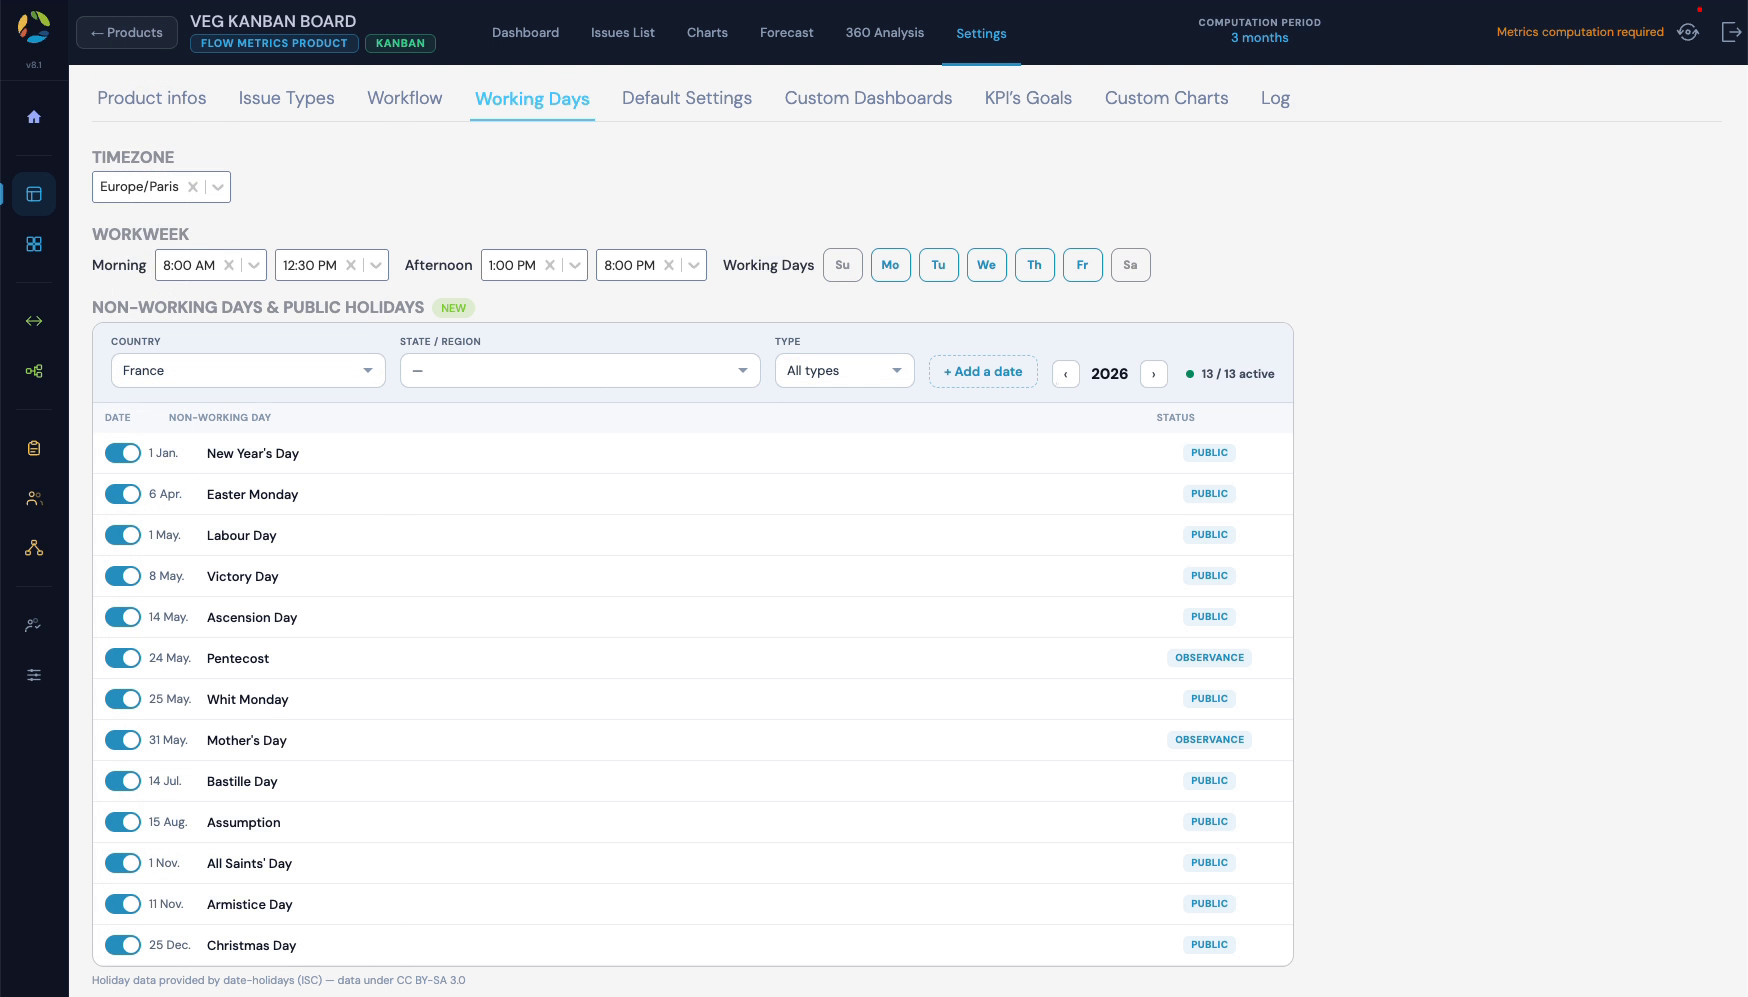 v8.1
← Products
VEG KANBAN BOARD
FLOW METRICS PRODUCT KANBAN
Dashboard Issues List Charts Forecast 360 Analysis Settings
COMPUTATION PERIOD
3 months
Metrics computation required
Product infos Issue Types Workflow Working Days Default Settings Custom Dashboards KPI's Goals Custom Charts Log
TIMEZONE
Europe/Paris
WORKWEEK
Morning 8:00 AM 12:30 PM Afternoon 1:00 PM 8:00 PM Working Days Su Mo Tu We Th Fr Sa
NON-WORKING DAYS & PUBLIC HOLIDAYS NEW
COUNTRY STATE / REGION TYPE
France — All types + Add a date ‹ 2026 › 13 / 13 active
DATE NON-WORKING DAY STATUS
1 Jan. New Year's Day PUBLIC
6 Apr. Easter Monday PUBLIC
1 May. Labour Day PUBLIC
8 May. Victory Day PUBLIC
14 May. Ascension Day PUBLIC
24 May. Pentecost OBSERVANCE
25 May. Whit Monday PUBLIC
31 May. Mother's Day OBSERVANCE
14 Jul. Bastille Day PUBLIC
15 Aug. Assumption PUBLIC
1 Nov. All Saints' Day PUBLIC
11 Nov. Armistice Day PUBLIC
25 Dec. Christmas Day PUBLIC
Holiday data provided by date-holidays (ISC) — data under CC BY-SA 3.0